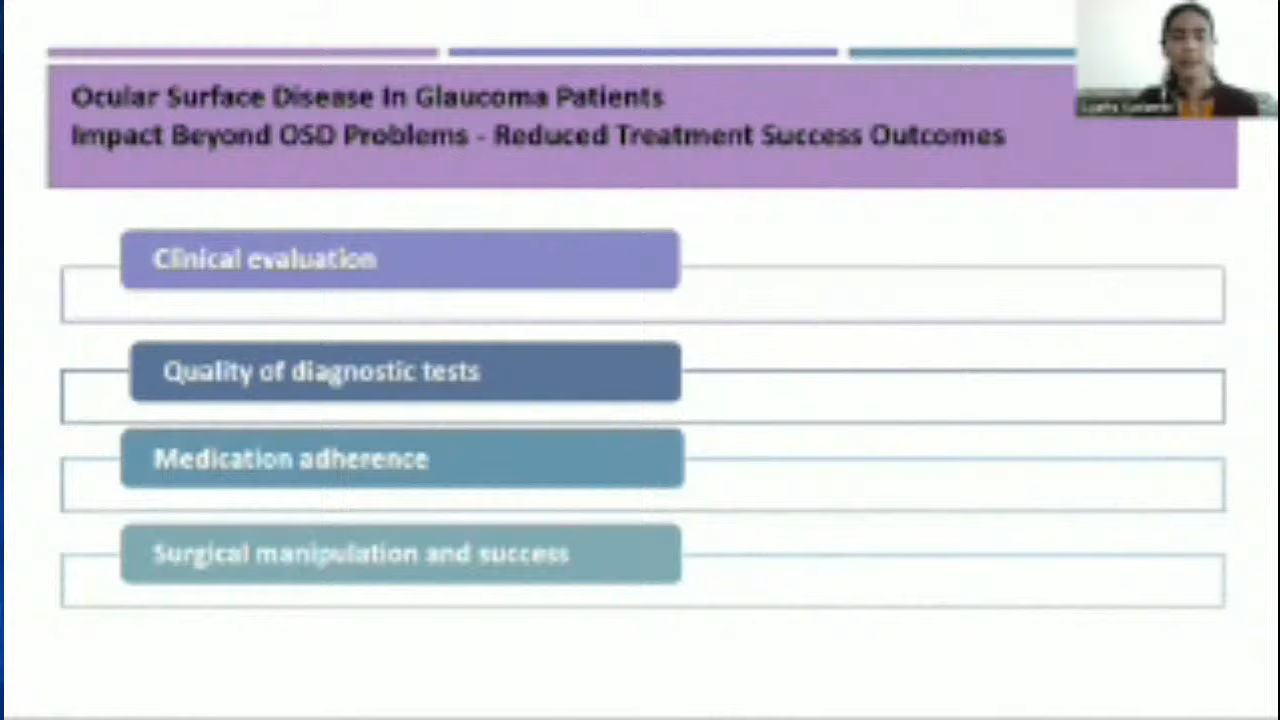 Ocular Surface Disease In Glaucoma Patients
Impact Beyond OSD Problems - Reduced Treatment Success Outcomes
Clinical evaluation
Quality of diagnostic tests
Medication adherence
Surgical manipulation and success